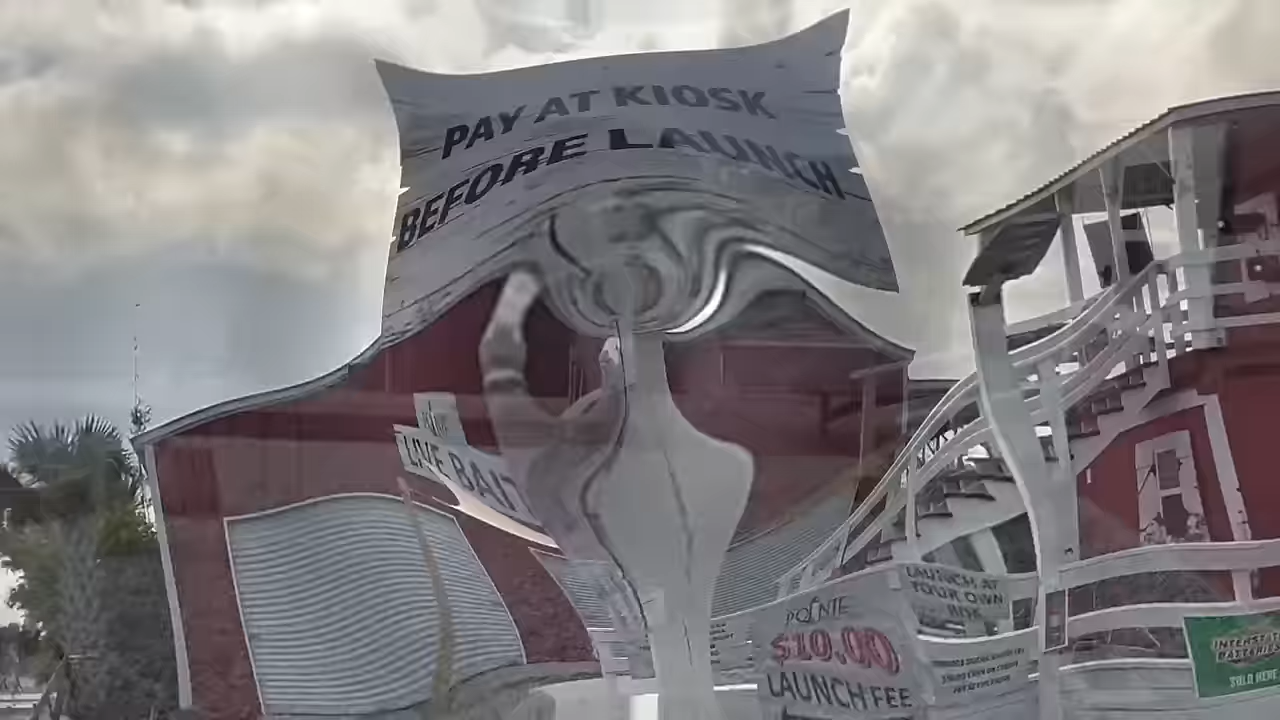 PAY AT KIOSK
BEFORE LAUNCH
LIVE BAIT
POINTE
$10.00
LAUNCH FEE
LAUNCH AT
YOUR OWN
RISK
INTERSTATE
BATTERIES
SOLD HERE